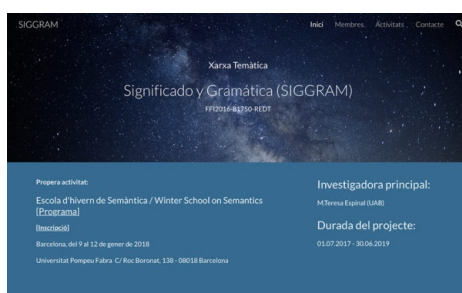 SIGGRAM
Inici Membres Activitats Contacte
Xarxa Temàtica
Significado y Gramática (SIGGRAM)
FFI2016-81750-REDT
Propera activitat:
Escola d'hivern de Semàntica / Winter School on Semantics
[Programa]
[Inscripció]
Barcelona, del 9 al 12 de gener de 2018
Universitat Pompeu Fabra C/ Roc Boronat, 138 - 08018 Barcelona
Investigadora principal:
M.Teresa Espinal (UAB)
Durada del projecte:
01.07.2017 - 30.06.2019